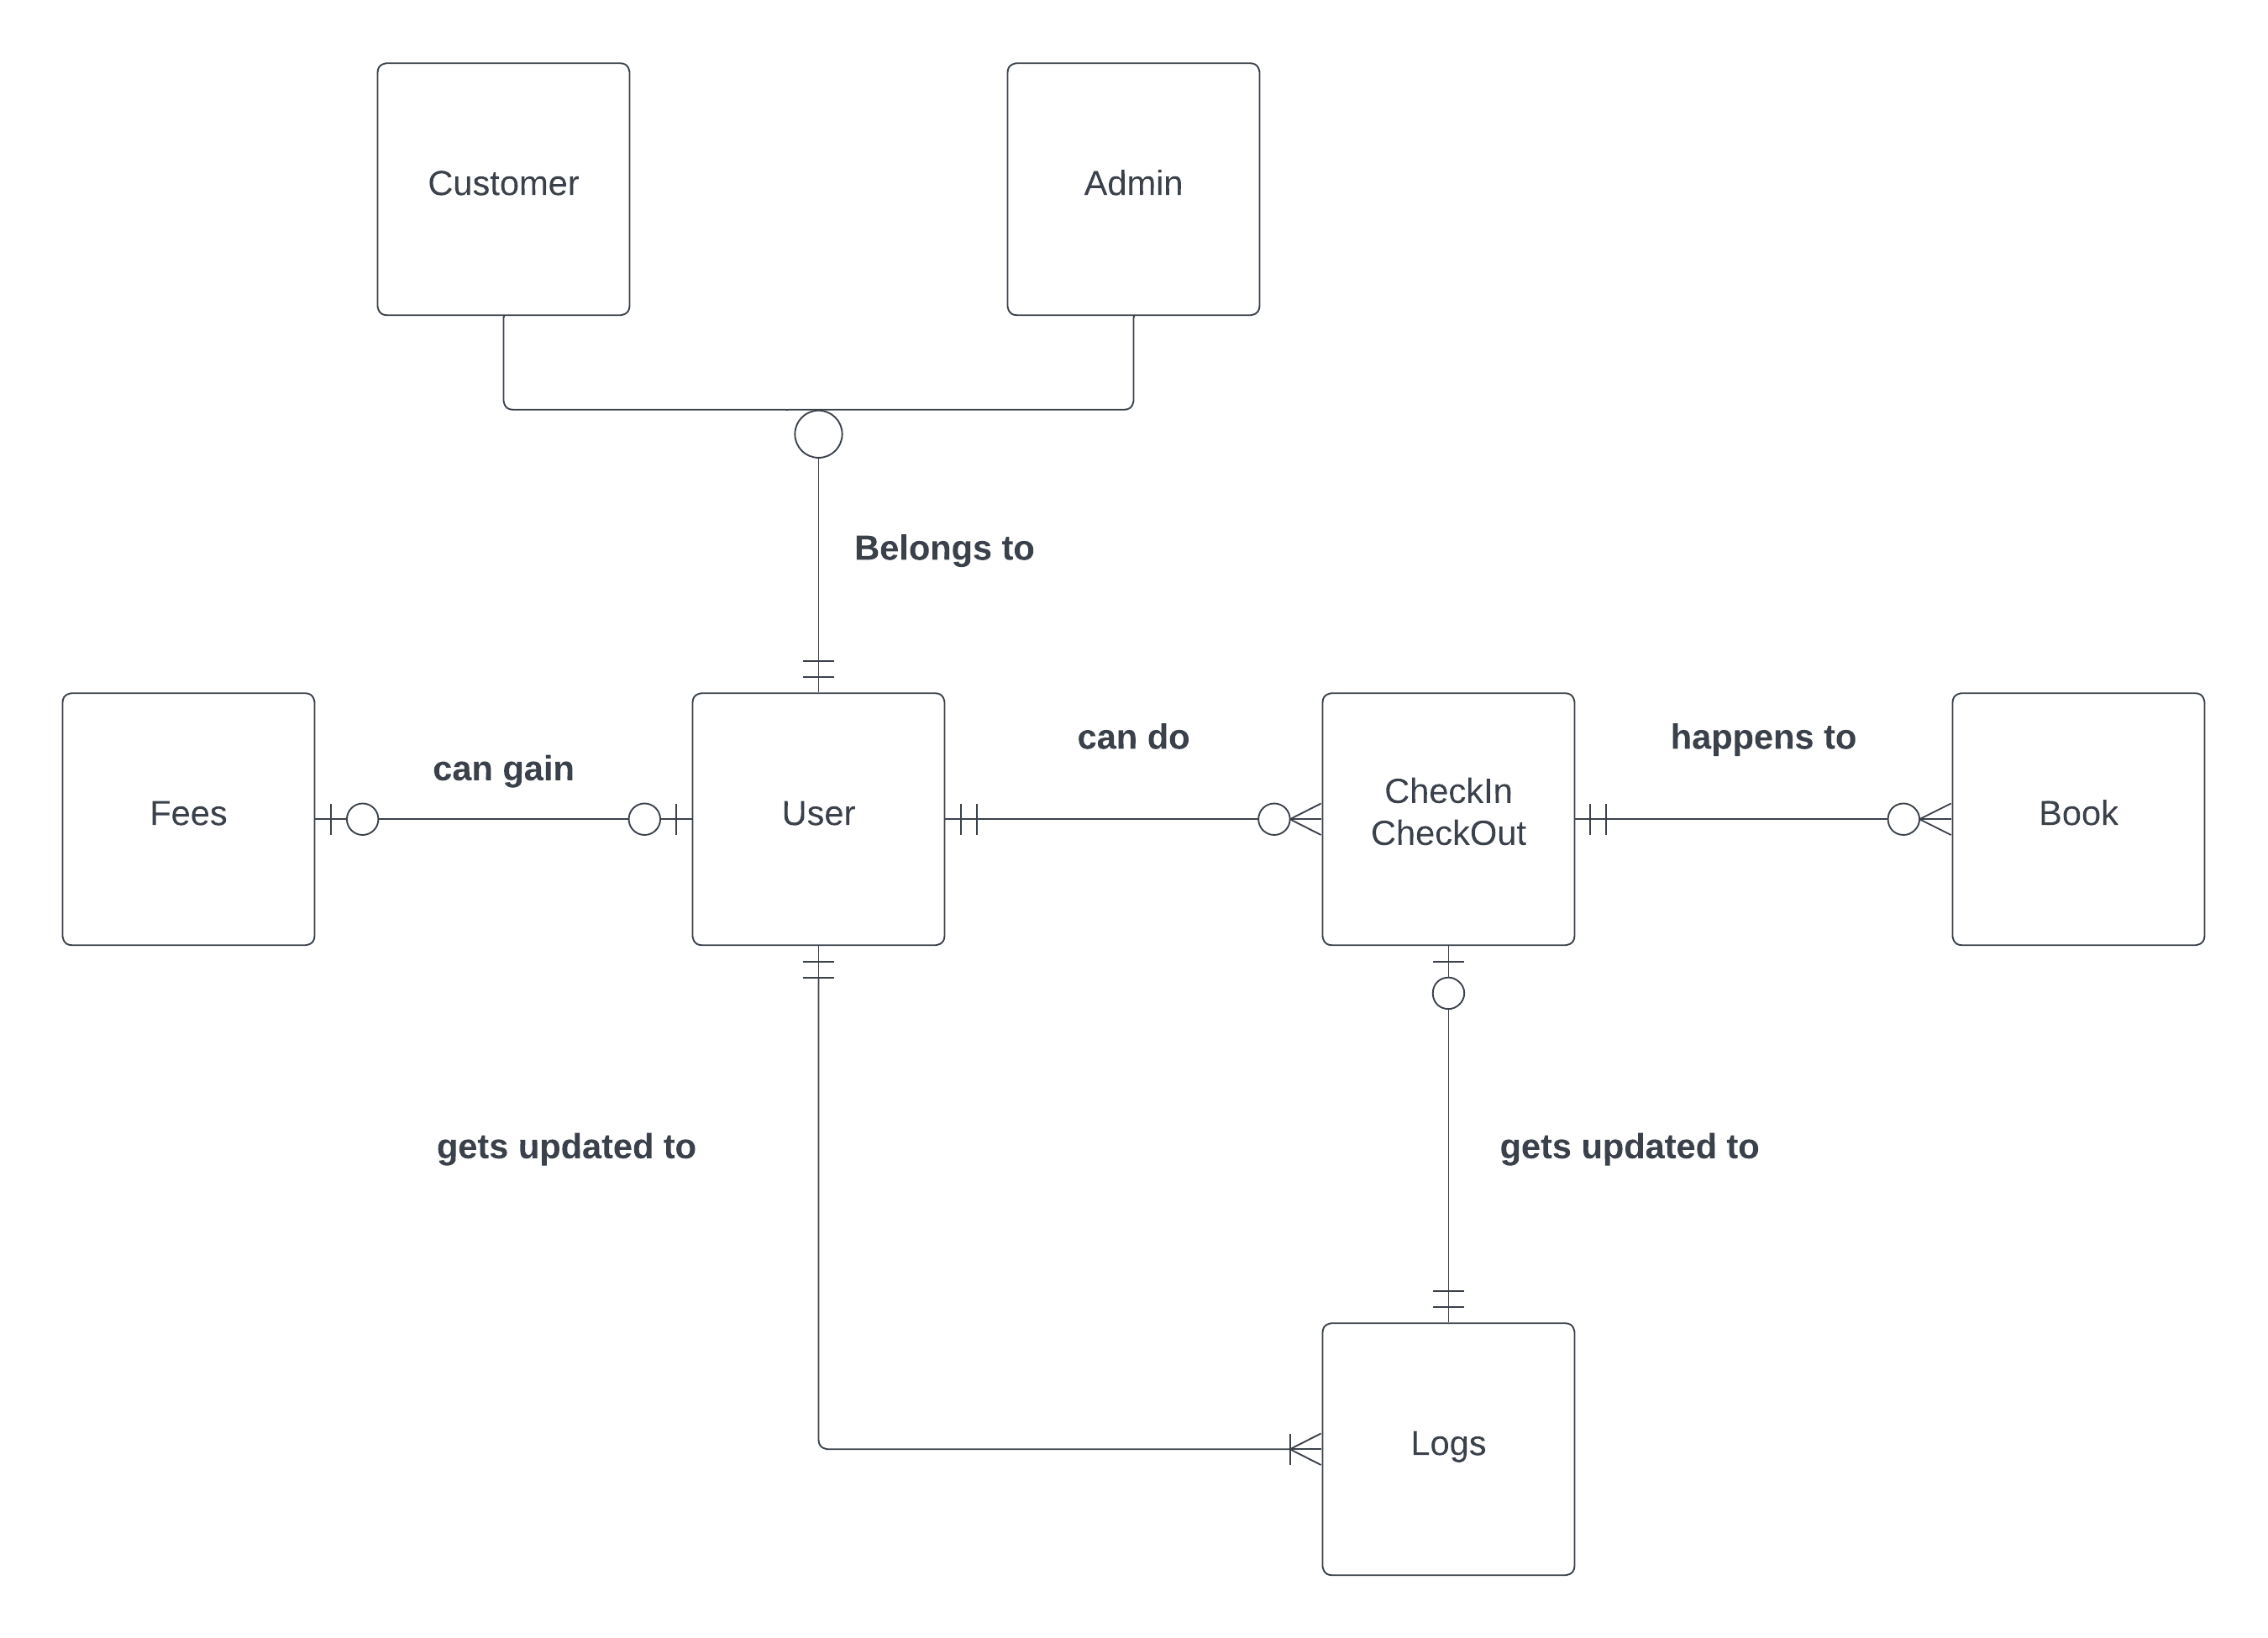 Customer
Admin
Belongs to
can gain
can do
happens to
Fees
User
CheckIn
CheckOut
Book
gets updated to
gets updated to
Logs